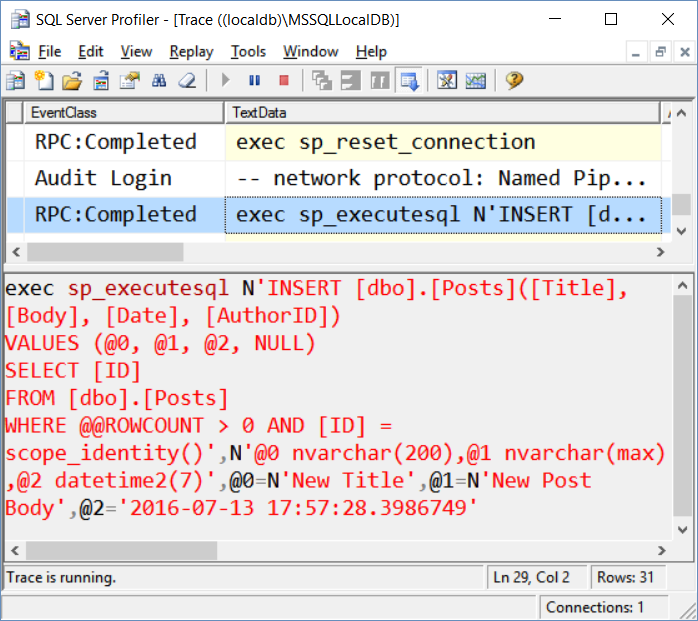 SQL Server Profiler - [Trace ((localdb)\MSSQLLocalDB)]
File Edit View Replay Tools Window Help
EventClass TextData
RPC:Completed exec sp_reset_connection
Audit Login -- network protocol: Named Pip...
RPC:Completed exec sp_executesql N'INSERT [d...
exec sp_executesql N'INSERT [dbo].[Posts]([Title],
[Body], [Date], [AuthorID])
VALUES (@0, @1, @2, NULL)
SELECT [ID]
FROM [dbo].[Posts]
WHERE @@ROWCOUNT > 0 AND [ID] =
scope_identity()',N'@0 nvarchar(200),@1 nvarchar(max)
,@2 datetime2(7)',@0=N'New Title',@1=N'New Post
Body',@2='2016-07-13 17:57:28.3986749'
Trace is running. Ln 29, Col 2 Rows: 31
Connections: 1